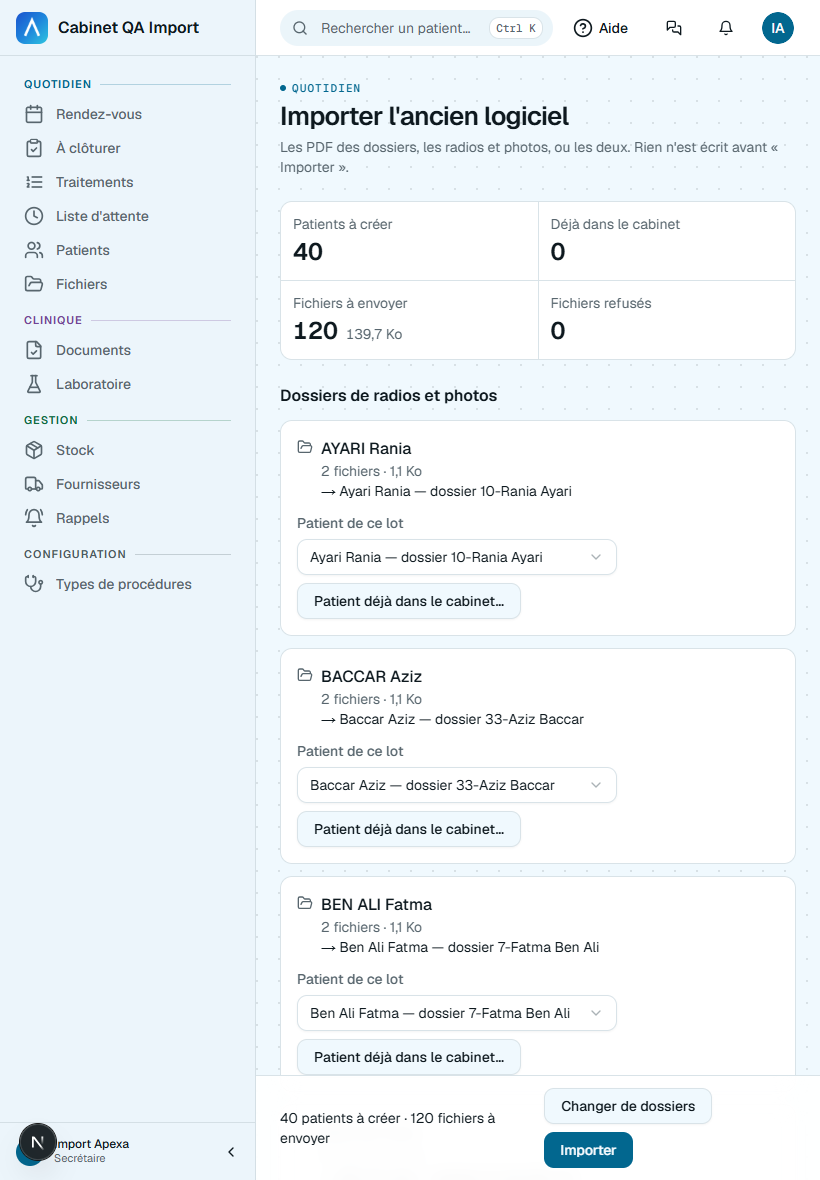 Cabinet QA Import
Rechercher un patient...
Ctrl K
Aide
IA
QUOTIDIEN
Rendez-vous
À clôturer
Traitements
Liste d'attente
Patients
Fichiers
CLINIQUE
Documents
Laboratoire
GESTION
Stock
Fournisseurs
Rappels
CONFIGURATION
Types de procédures
N
mport Apexa
Secrétaire
QUOTIDIEN
Importer l'ancien logiciel
Les PDF des dossiers, les radios et photos, ou les deux. Rien n'est écrit avant «
Importer ».
Patients à créer
40
Déjà dans le cabinet
0
Fichiers à envoyer
120 139,7 Ko
Fichiers refusés
0
Dossiers de radios et photos
AYARI Rania
2 fichiers · 1,1 Ko
→ Ayari Rania — dossier 10-Rania Ayari
Patient de ce lot
Ayari Rania — dossier 10-Rania Ayari
Patient déjà dans le cabinet...
BACCAR Aziz
2 fichiers · 1,1 Ko
→ Baccar Aziz — dossier 33-Aziz Baccar
Patient de ce lot
Baccar Aziz — dossier 33-Aziz Baccar
Patient déjà dans le cabinet...
BEN ALI Fatma
2 fichiers · 1,1 Ko
→ Ben Ali Fatma — dossier 7-Fatma Ben Ali
Patient de ce lot
Ben Ali Fatma — dossier 7-Fatma Ben Ali
Patient déjà dans le cabinet...
40 patients à créer · 120 fichiers à
envoyer
Changer de dossiers
Importer